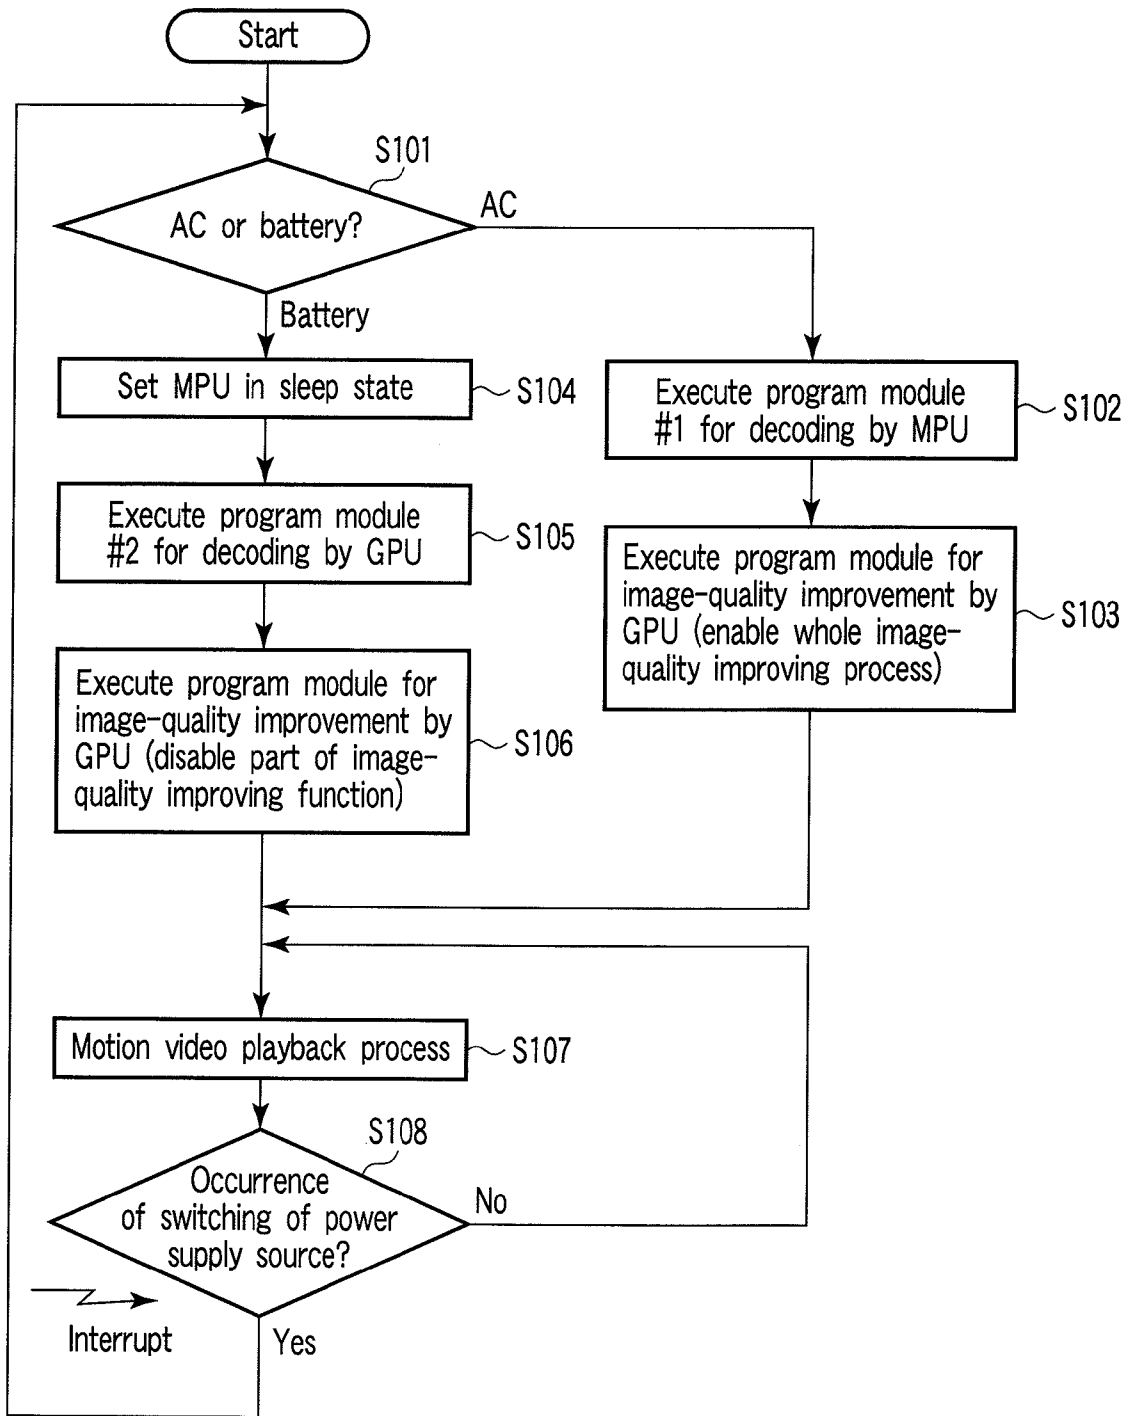 Start
S101
AC or battery?
AC
Battery
Set MPU in sleep state
S104
Execute program module
#1 for decoding by MPU
S102
Execute program module
#2 for decoding by GPU
S105
Execute program module for
image-quality improvement by
GPU (enable whole image-
quality improving process)
S103
Execute program module for
image-quality improvement by
GPU (disable part of image-
quality improving function)
S106
Motion video playback process
S107
S108
Occurrence
of switching of power
supply source?
No
Interrupt
Yes